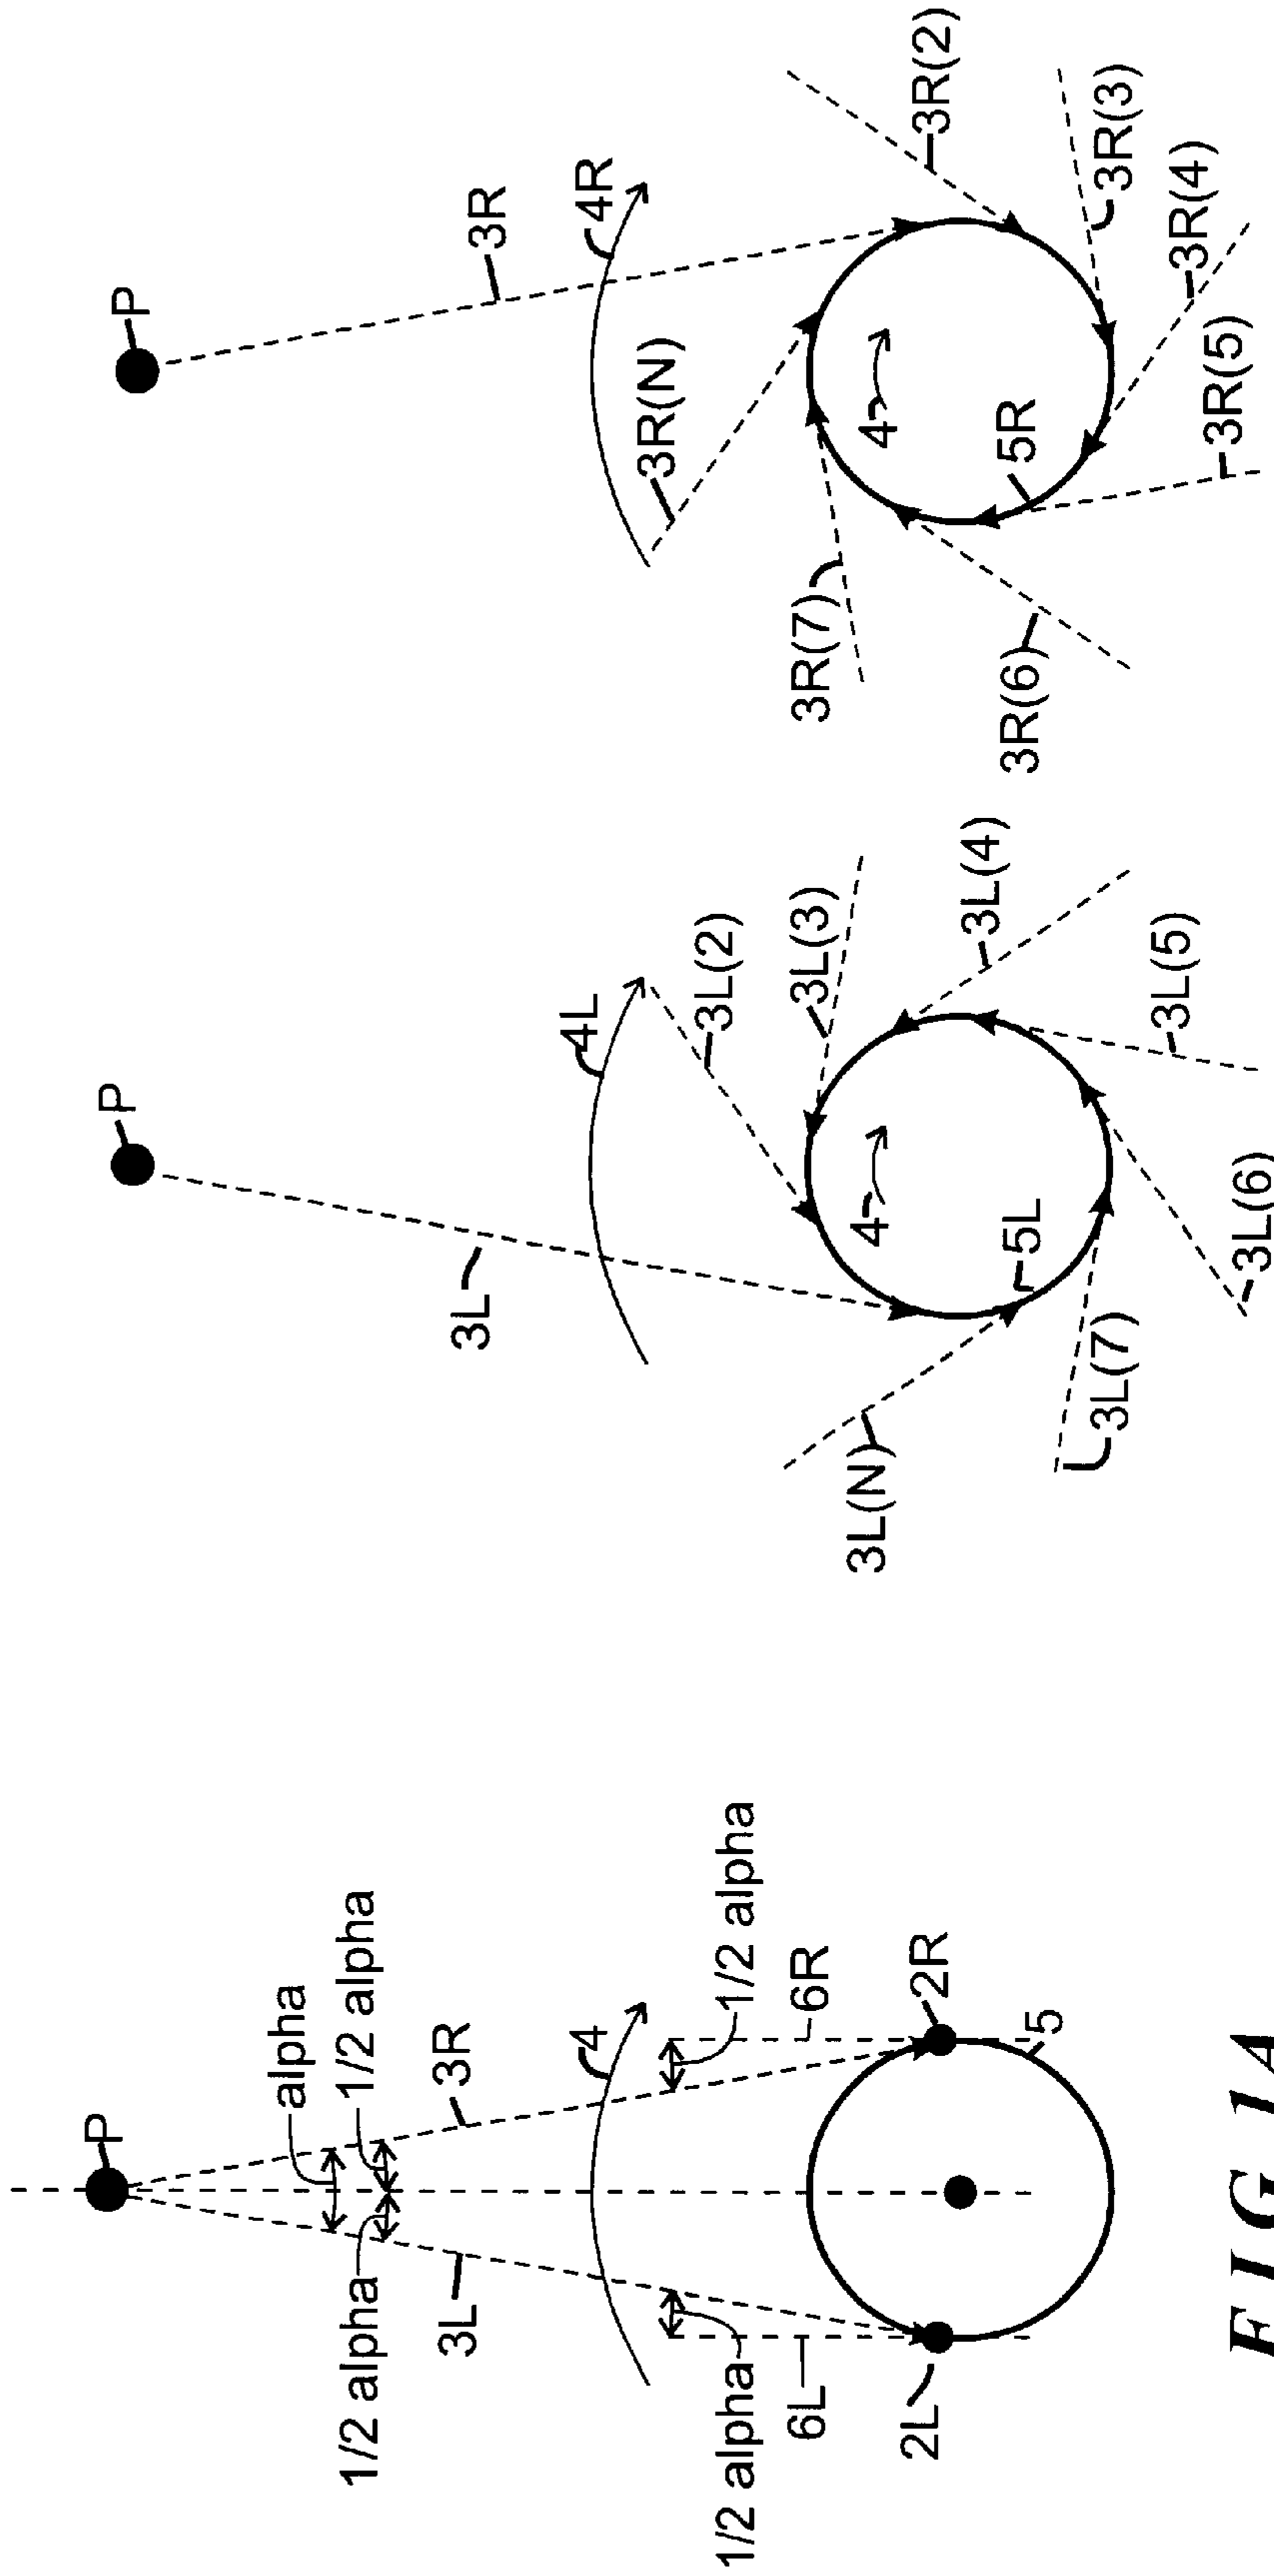 P
alpha
1/2 alpha
1/2 alpha
3R
3L
4
1/2 alpha
1/2 alpha
6R
6L
2R
2L
5
FIG 1A
P
3L
4L
3L(2)
3L(3)
3L(4)
3L(5)
3L(6)
3L(7)
3L(N)
4
5L
P
3R
4R
3R(N)
3R(2)
3R(3)
3R(4)
3R(5)
3R(6)
3R(7)
4
5R